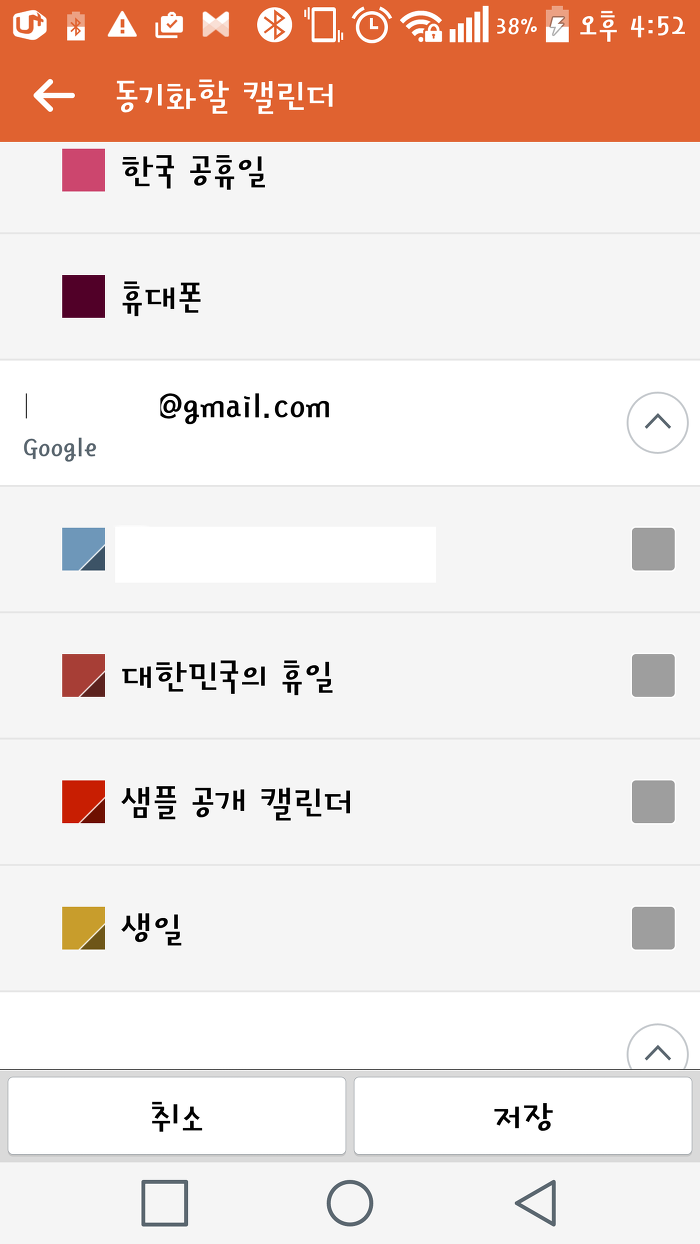 U+ 38% 오후 4:52
동기화할 캘린더
한국 공휴일
휴대폰
@gmail.com
Google
대한민국의 휴일
샘플 공개 캘린더
생일
취소 저장